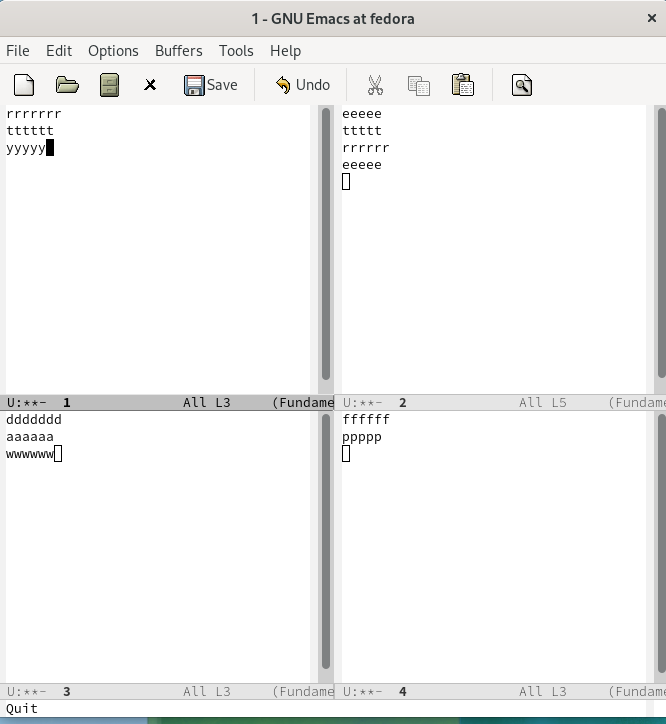 1 - GNU Emacs at fedora
File Edit Options Buffers Tools Help
Save Undo
rrrrrrr
tttttt
yyyyy
U:**- 1 All L3 (Fundame
eeeee
ttttt
rrrrrr
eeeee
U:**- 2 All L5 (Fundame
ddddddd
aaaaaa
wwwwww
U:**- 3 All L3 (Fundame
ffffff
ppppp
U:**- 4 All L3 (Fundame
Quit